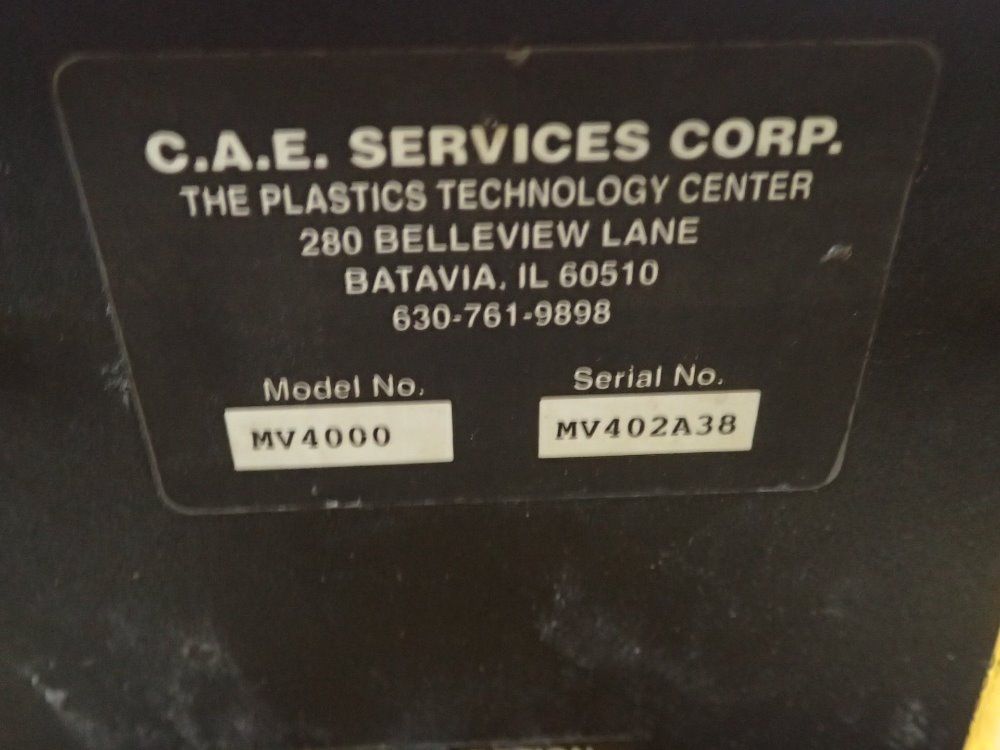 C.A.E. SERVICES CORP.
THE PLASTICS TECHNOLOGY CENTER
280 BELLEVIEW LANE
BATAVIA, IL 60510
630-761-9898
Model No. Serial No.
MV4000 MV402A38